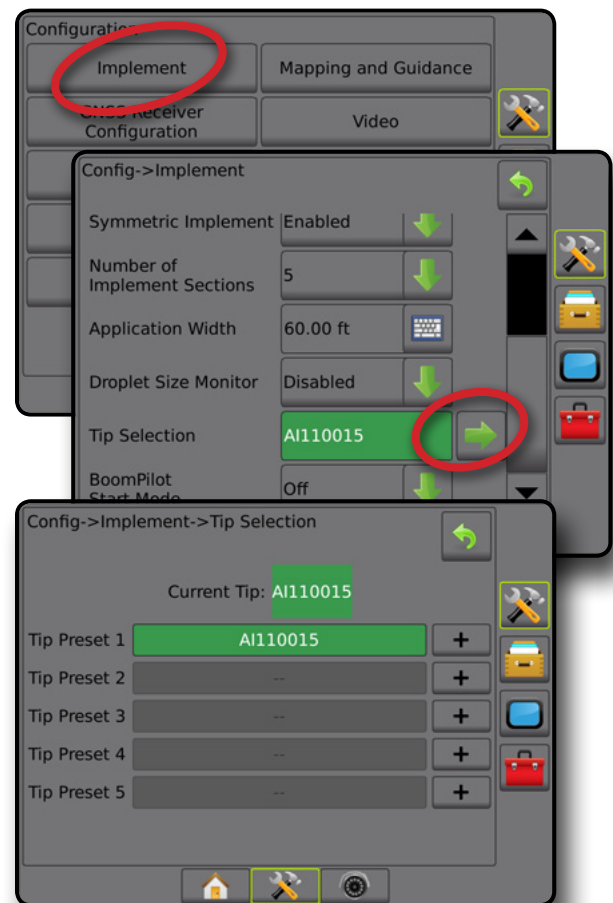 Configuration
Implement
Mapping and Guidance
GNSS Receiver
Configuration
Video
Config->Implement
Symmetric Implement Enabled
Number of
Implement Sections
5
Application Width 60.00 ft
Droplet Size Monitor Disabled
Tip Selection AI110015
BoomPilot
Start Mode
Off
Config->Implement->Tip Selection
Current Tip: AI110015
Tip Preset 1 AI110015 +
Tip Preset 2 -- +
Tip Preset 3 -- +
Tip Preset 4 -- +
Tip Preset 5 -- +